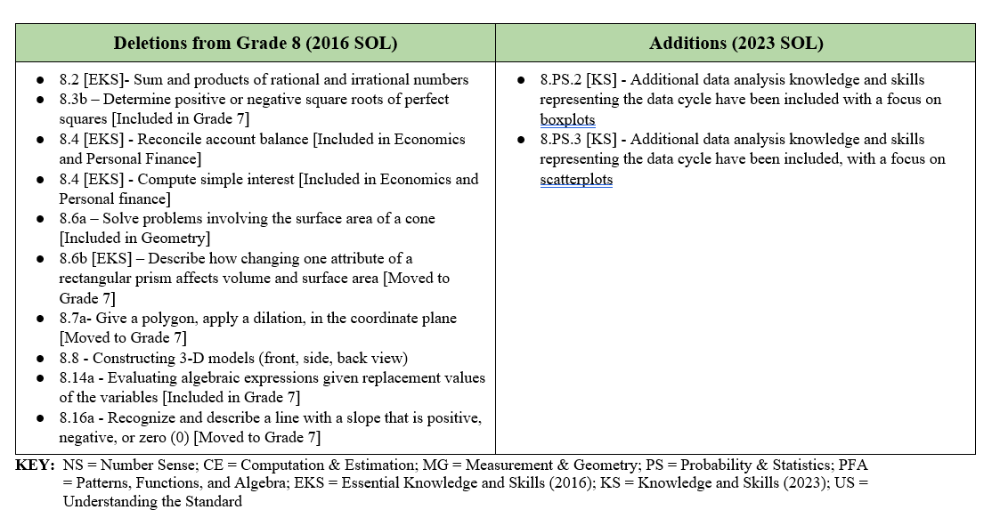 Deletions from Grade 8 (2016 SOL)
● 8.2 [EKS]- Sum and products of rational and irrational numbers
● 8.3b – Determine positive or negative square roots of perfect
squares [Included in Grade 7]
● 8.4 [EKS] - Reconcile account balance [Included in Economics
and Personal Finance]
● 8.4 [EKS] - Compute simple interest [Included in Economics and
Personal finance]
● 8.6a – Solve problems involving the surface area of a cone
[Included in Geometry]
● 8.6b [EKS] – Describe how changing one attribute of a
rectangular prism affects volume and surface area [Moved to
Grade 7]
● 8.7a- Give a polygon, apply a dilation, in the coordinate plane
[Moved to Grade 7]
● 8.8 - Constructing 3-D models (front, side, back view)
● 8.14a - Evaluating algebraic expressions given replacement values
of the variables [Included in Grade 7]
● 8.16a - Recognize and describe a line with a slope that is positive,
negative, or zero (0) [Moved to Grade 7]
Additions (2023 SOL)
● 8.PS.2 [KS] - Additional data analysis knowledge and skills
representing the data cycle have been included with a focus on
boxplots
● 8.PS.3 [KS] - Additional data analysis knowledge and skills
representing the data cycle have been included, with a focus on
scatterplots
KEY: NS = Number Sense; CE = Computation & Estimation; MG = Measurement & Geometry; PS = Probability & Statistics; PFA
= Patterns, Functions, and Algebra; EKS = Essential Knowledge and Skills (2016); KS = Knowledge and Skills (2023); US =
Understanding the Standard